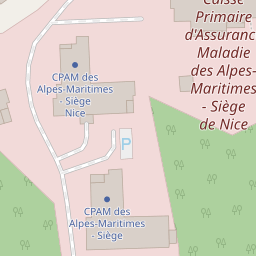 Caisse
Primaire
d'Assuranc
Maladie
des Alpes-
Maritimes
- Siège
de Nice
CPAM des
Alpes-Maritimes
- Siège
Nice
P
CPAM des
Alpes-Maritimes
- Siège